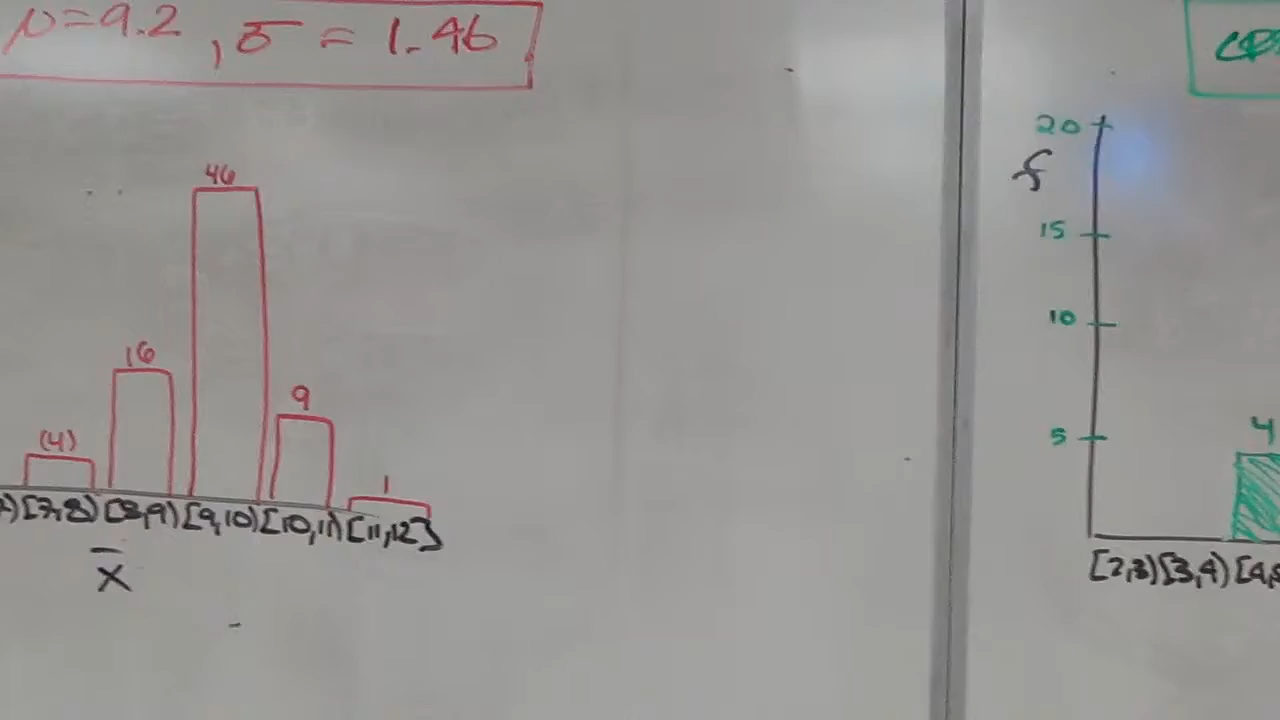 μ=9.2 , σ = 1.46
46
16
9
(4)
1
) [7,8) [8,9) [9,10) [10,11) [11,12]
x̄
20
f
15
10
5
4
[2,3) [3,4) [4,